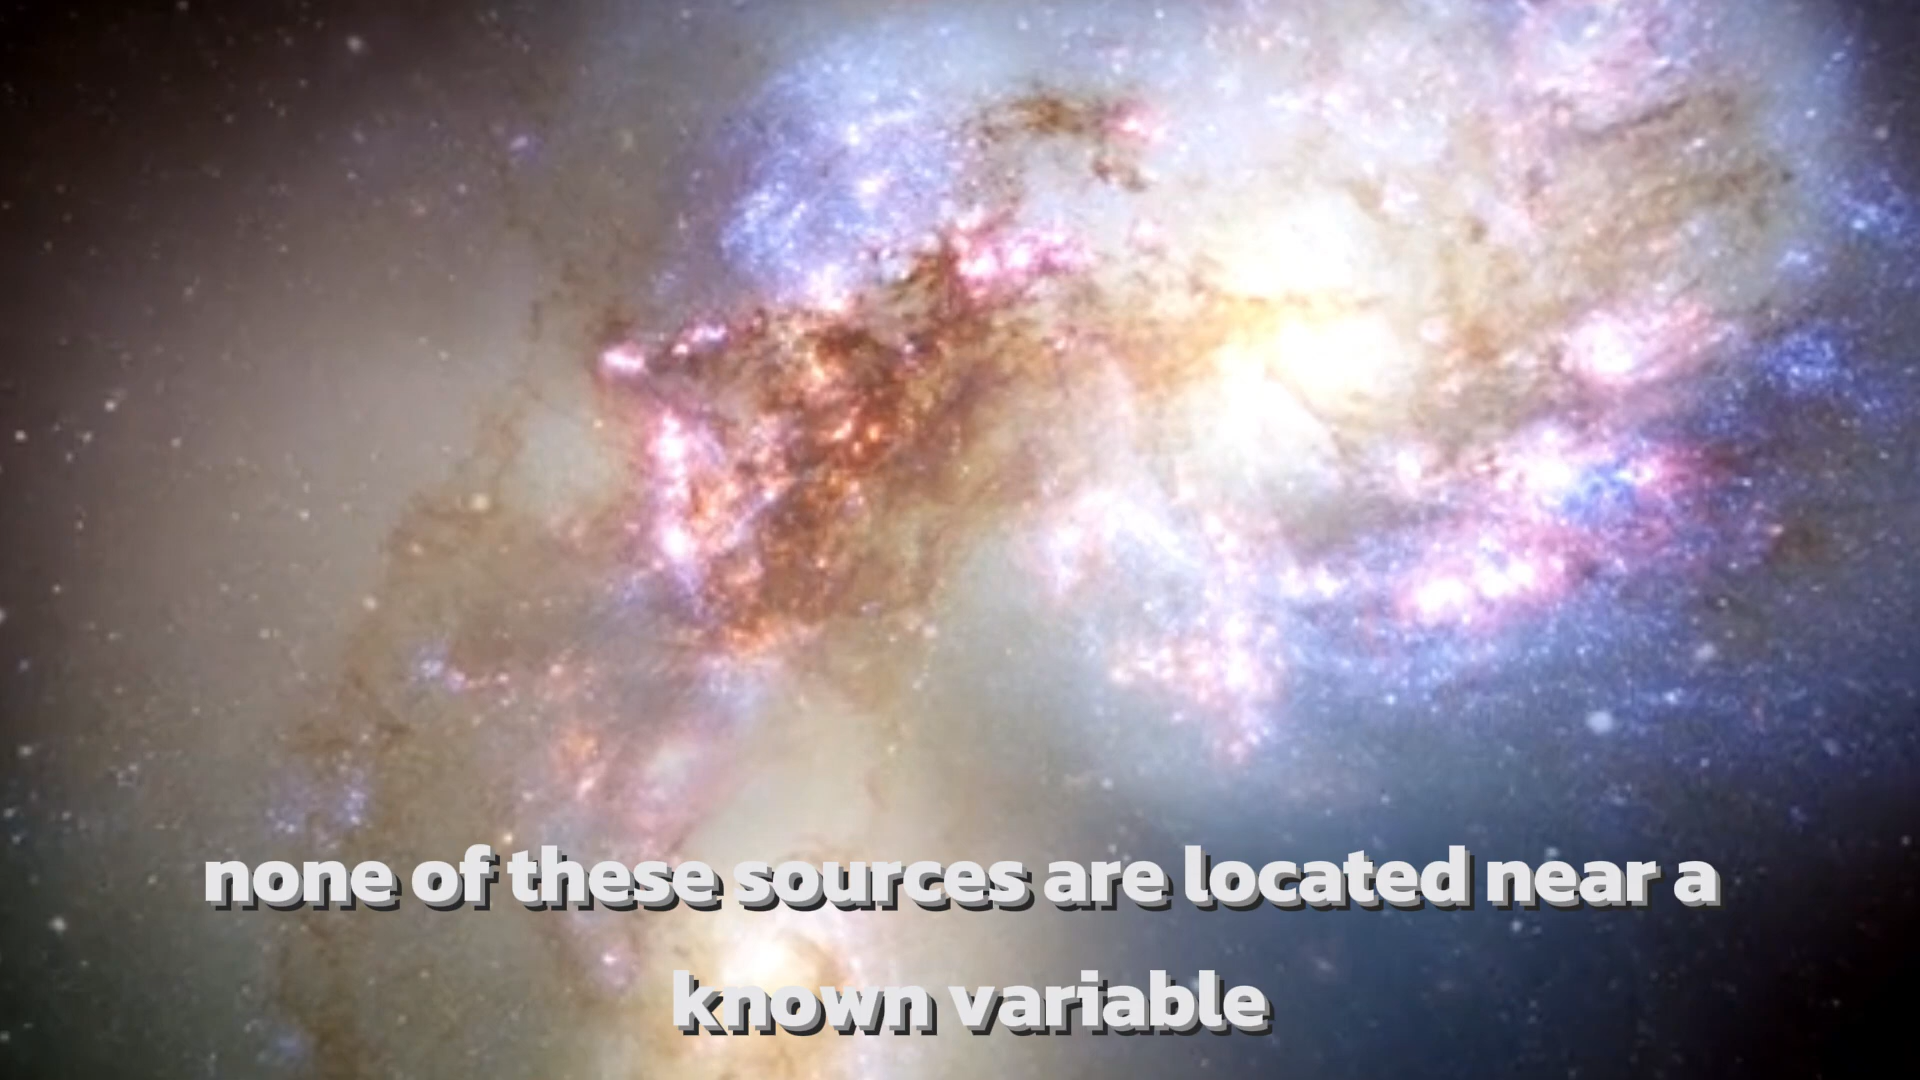 none of these sources are located near a
known variable